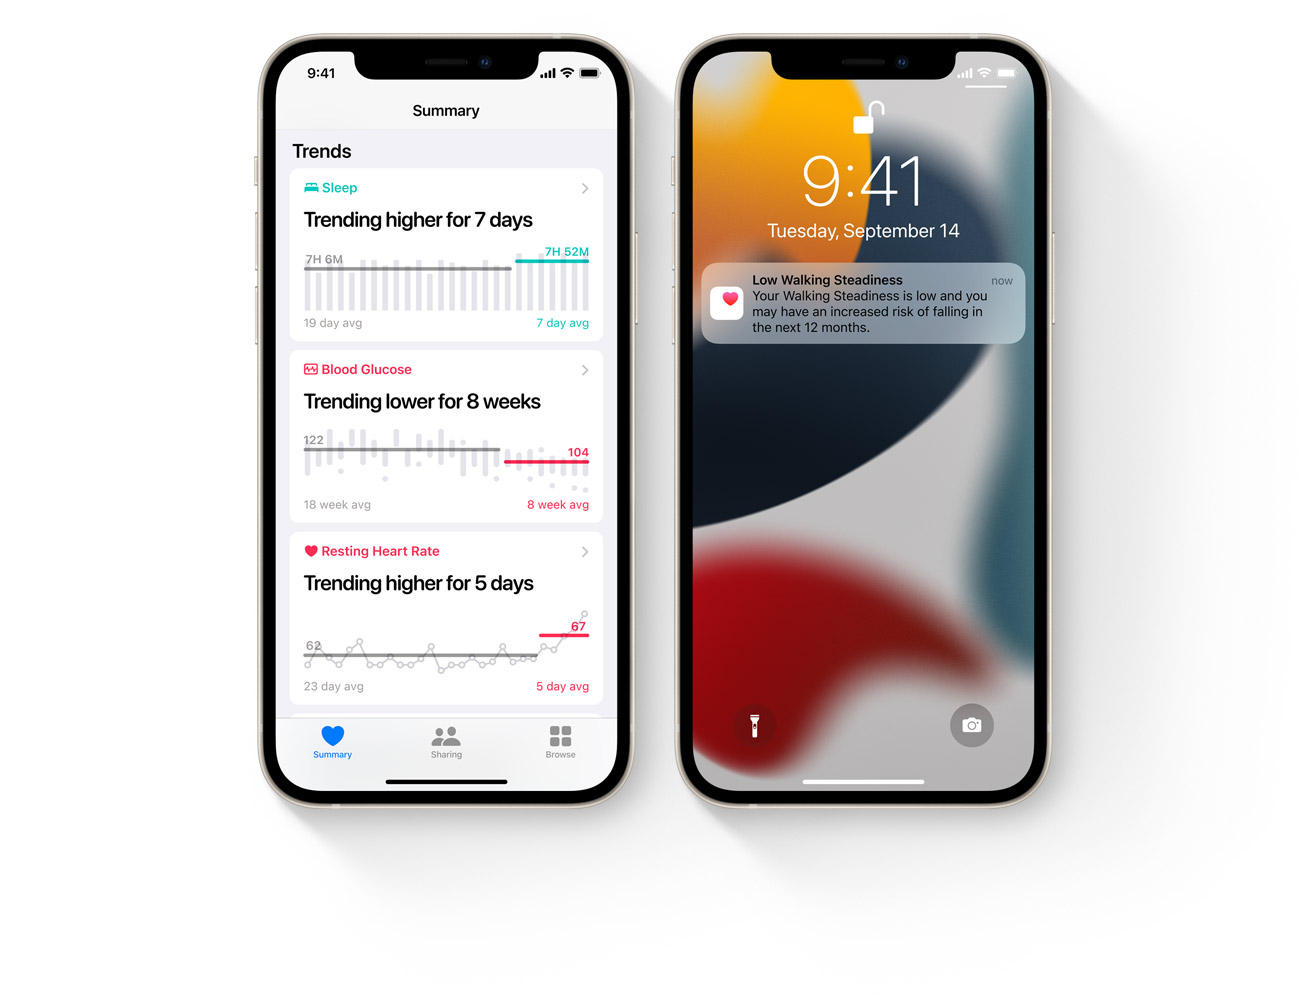 9:41
Summary
Trends
Sleep
Trending higher for 7 days
7H 6M
7H 52M
19 day avg
7 day avg
Blood Glucose
Trending lower for 8 weeks
122
104
18 week avg
8 week avg
Resting Heart Rate
Trending higher for 5 days
62
67
23 day avg
5 day avg
Summary
Sharing
Browse
9:41
Tuesday, September 14
Low Walking Steadiness
now
Your Walking Steadiness is low and you
may have an increased risk of falling in
the next 12 months.